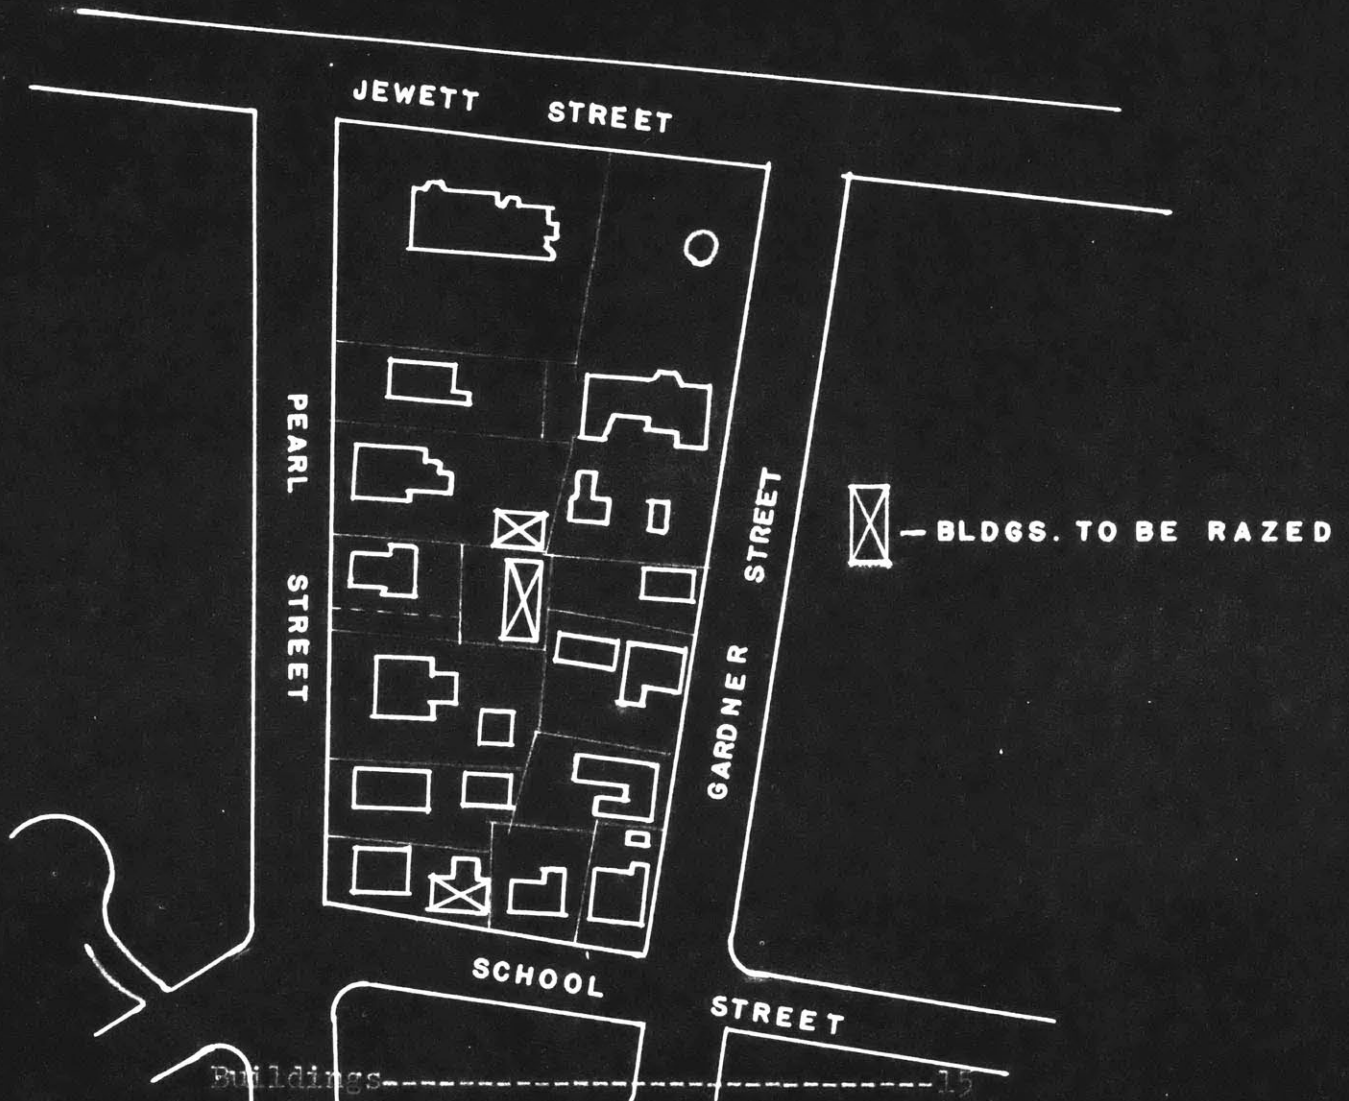 JEWETT STREET
PEARL STREET
GARDNER STREET
— BLDGS. TO BE RAZED
SCHOOL STREET
Buildings------------------------------------15